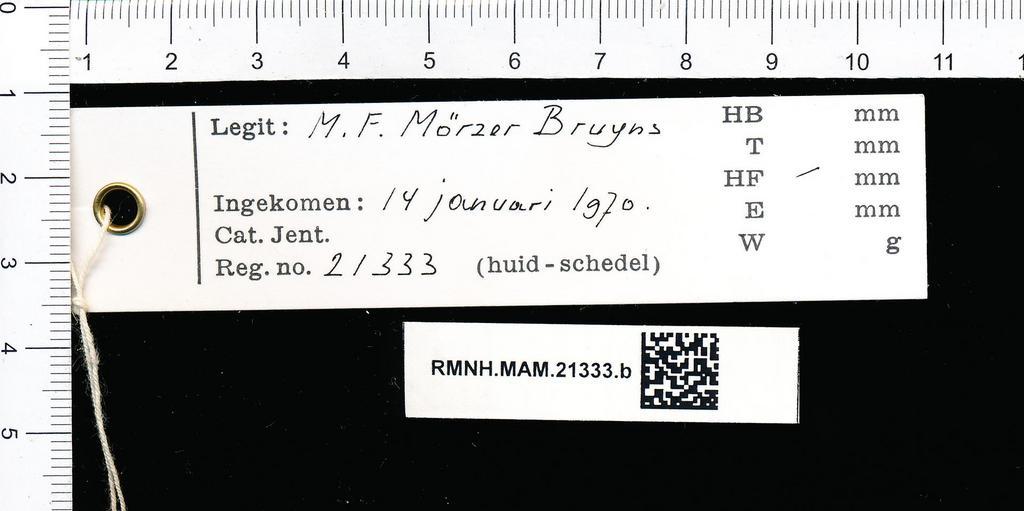 0 1 2 3 4 5 6 7 8 9 10 11 1
1
2
3
4
5
Legit: M. F. Mörzer Bruyns
Ingekomen: 14 januari 1970.
Cat. Jent.
Reg. no. 21333 (huid-schedel)
HB mm
T mm
HF – mm
E mm
W g
RMNH.MAM.21333.b